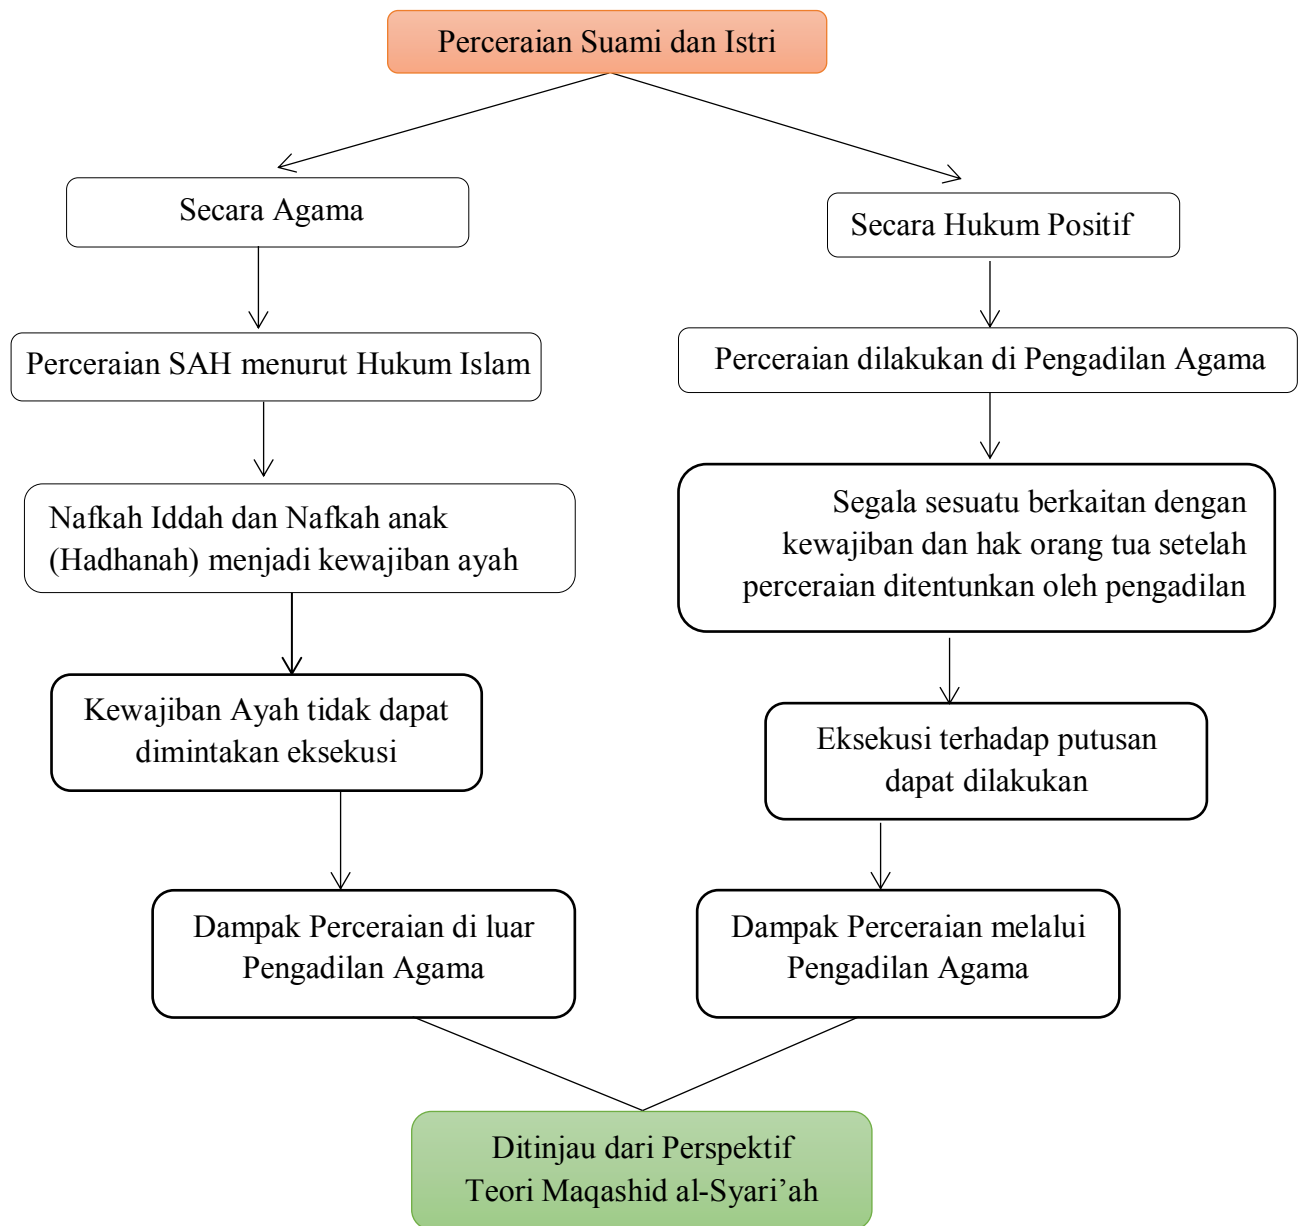 Perceraian Suami dan Istri
Secara Agama
Secara Hukum Positif
Perceraian SAH menurut Hukum Islam
Perceraian dilakukan di Pengadilan Agama
Nafkah Iddah dan Nafkah anak
(Hadhanah) menjadi kewajiban ayah
Segala sesuatu berkaitan dengan
kewajiban dan hak orang tua setelah
perceraian ditentunkan oleh pengadilan
Kewajiban Ayah tidak dapat
dimintakan eksekusi
Eksekusi terhadap putusan
dapat dilakukan
Dampak Perceraian di luar
Pengadilan Agama
Dampak Perceraian melalui
Pengadilan Agama
Ditinjau dari Perspektif
Teori Maqashid al-Syari’ah